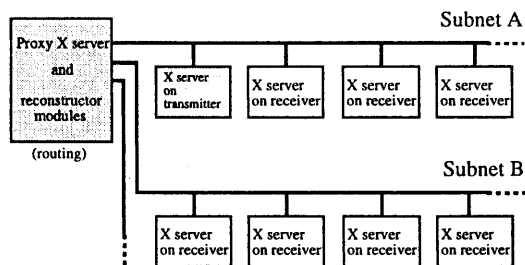 Subnet A
Proxy X server
and
reconstructor
modules
(routing)
X server
on
transmitter
X server
on receiver
X server
on receiver
X server
on receiver
Subnet B
X server
on receiver
X server
on receiver
X server
on receiver
X server
on receiver